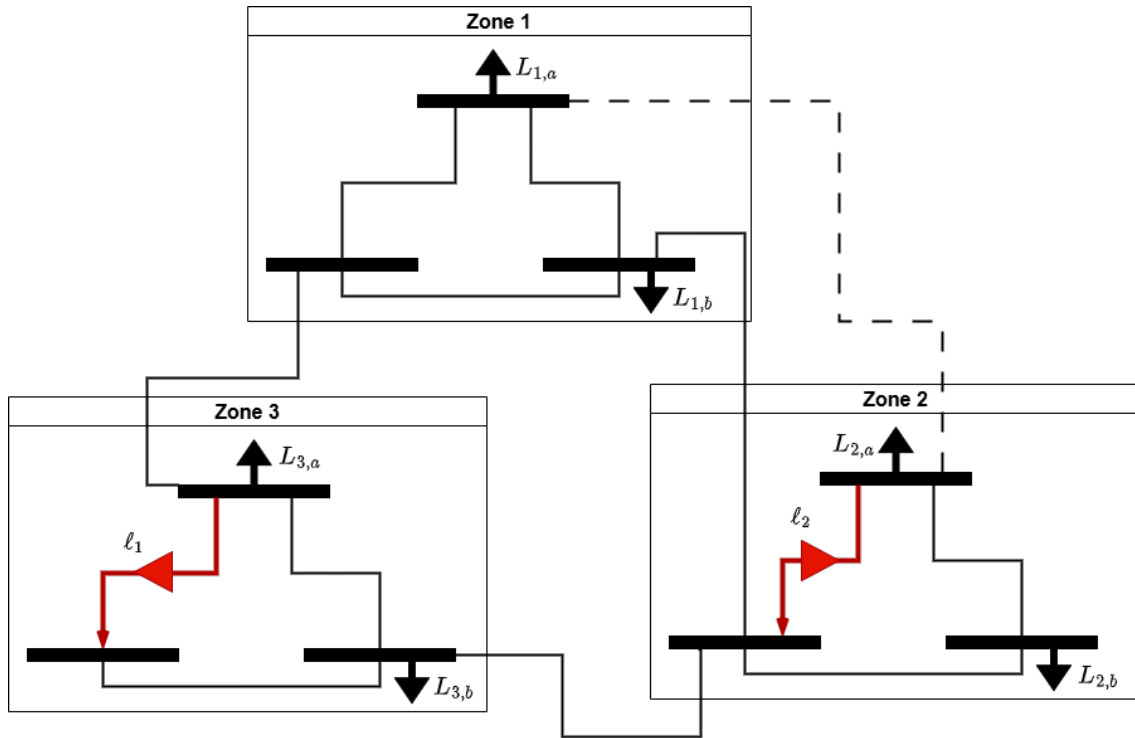 Zone 1
L1,a
L1,b
Zone 3
L3,a
ℓ1
L3,b
Zone 2
L2,a
ℓ2
L2,b